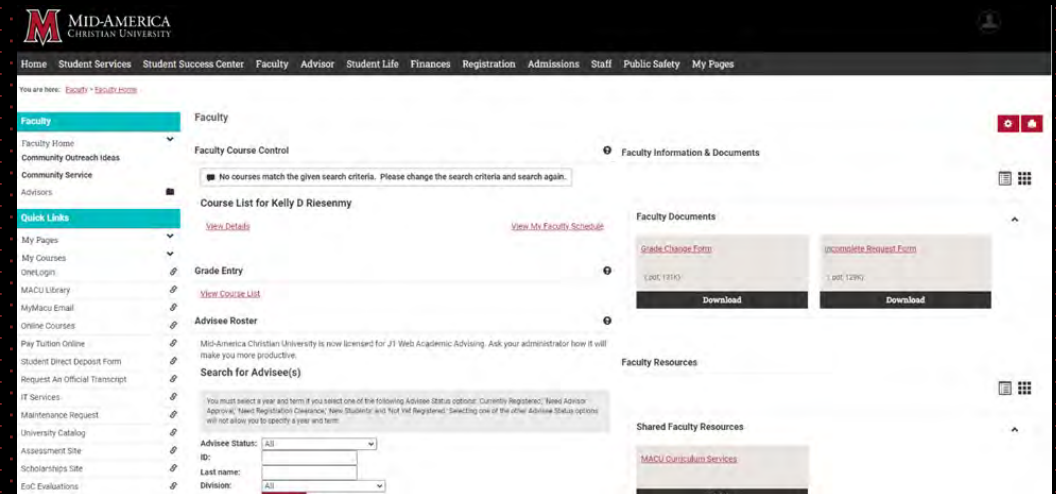 MID-AMERICA
CHRISTIAN UNIVERSITY
Home Student Services Student Success Center Faculty Advisor Student Life Finances Registration Admissions Staff Public Safety My Pages
You are here: Faculty > Faculty Home
Faculty
Faculty Home
Community Outreach Ideas
Community Service
Advisors
Quick Links
My Pages
My Courses
OneLogin
MACU Library
MyMacu Email
Online Courses
Pay Tuition Online
Student Direct Deposit Form
Request An Official Transcript
IT Services
Maintenance Request
University Catalog
Assessment Site
Scholarships Site
EoC Evaluations
Faculty
Faculty Course Control
No courses match the given search criteria. Please change the search criteria and search again.
Course List for Kelly D Riesenmy
View Details
View My Faculty Schedule
Grade Entry
View Course List
Advisee Roster
Mid-America Christian University is now licensed for J1 Web Academic Advising. Ask your administrator how it will
make you more productive.
Search for Advisee(s)
You must select a year and term if you select one of the following Advisee Status options: 'Currently Registered,' 'Need Advisor
Approval,' 'Need Registration Clearance,' 'New Students' and 'Not Yet Registered.' Selecting one of the other Advisee Status options
will not allow you to specify a year and term.
Advisee Status: All
ID:
Last name:
Division: All
Faculty Information & Documents
Faculty Documents
Grade Change Form
(.pdf, 131K)
Download
Incomplete Request Form
(.pdf, 129K)
Download
Faculty Resources
Shared Faculty Resources
MACU Curriculum Services